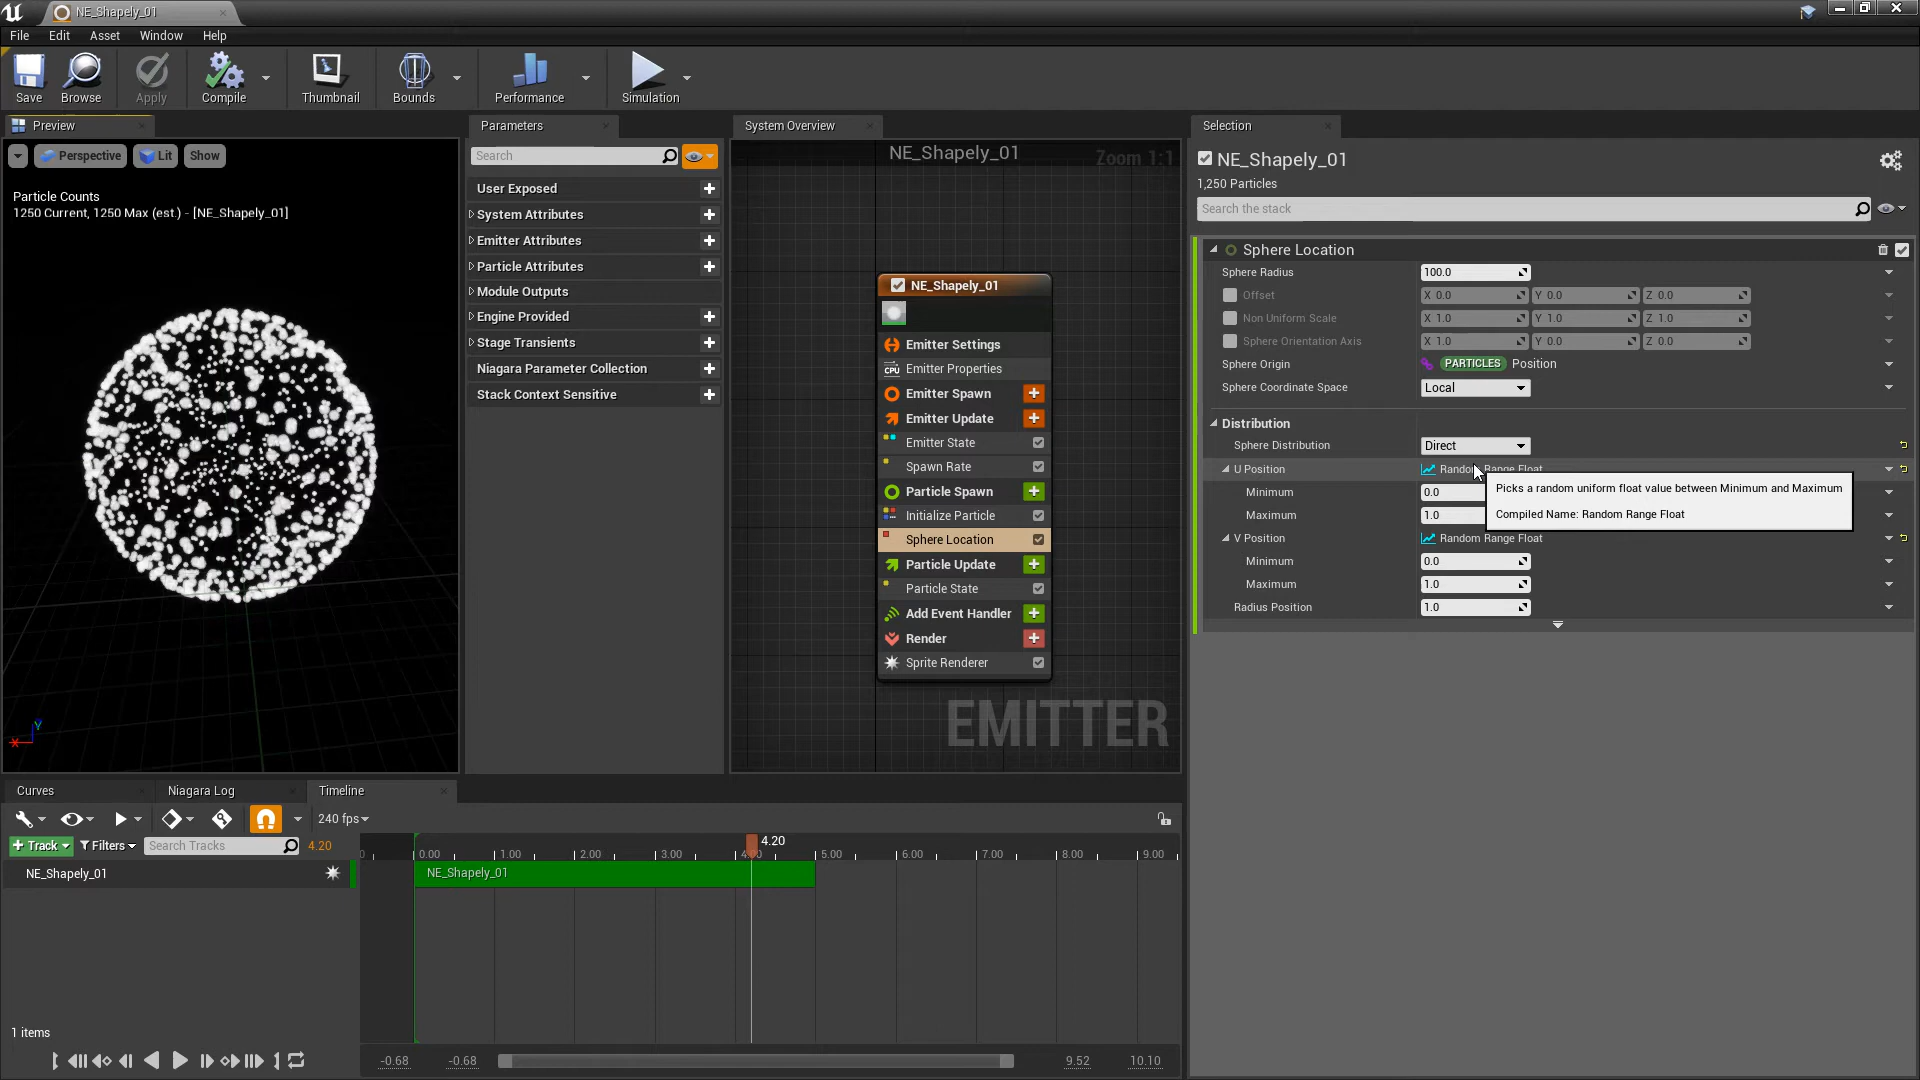 NE_Shapely_01
File Edit Asset Window Help
Save Browse Apply Compile Thumbnail Bounds Performance Simulation
Preview
Perspective Lit Show
Particle Counts
1250 Current, 1250 Max (est.) - [NE_Shapely_01]
Parameters
Search
User Exposed
System Attributes
Emitter Attributes
Particle Attributes
Module Outputs
Engine Provided
Stage Transients
Niagara Parameter Collection
Stack Context Sensitive
System Overview
NE_Shapely_01
Zoom 1:1
NE_Shapely_01
Emitter Settings
CPU Emitter Properties
Emitter Spawn
Emitter Update
Emitter State
Spawn Rate
Particle Spawn
Initialize Particle
Sphere Location
Particle Update
Particle State
Add Event Handler
Render
Sprite Renderer
EMITTER
Selection
NE_Shapely_01
1,250 Particles
Search the stack
Sphere Location
Sphere Radius 100.0
Offset X 0.0 Y 0.0 Z 0.0
Non Uniform Scale X 1.0 Y 1.0 Z 1.0
Sphere Orientation Axis X 1.0 Y 0.0 Z 0.0
Sphere Origin PARTICLES Position
Sphere Coordinate Space Local
Distribution
Sphere Distribution Direct
U Position Random Range Float
Minimum 0.0
Maximum 1.0
Picks a random uniform float value between Minimum and Maximum
Compiled Name: Random Range Float
V Position Random Range Float
Minimum 0.0
Maximum 1.0
Radius Position 1.0
Curves Niagara Log Timeline
240 fps
+ Track Filters Search Tracks 4.20
4.20
0 0.00 1.00 2.00 3.00 5.00 6.00 7.00 8.00 9.00
NE_Shapely_01
NE_Shapely_01
1 items
-0.68 -0.68 9.52 10.10
X Y